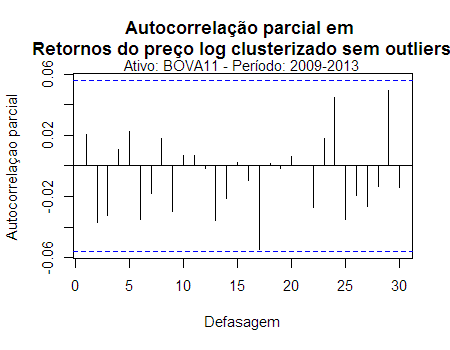 Autocorrelação parcial em
Retornos do preço log clusterizado sem outliers
Ativo: BOVA11 - Período: 2009-2013
Autocorrelaçao parcial
0.06
0.02
-0.02
-0.06
0 5 10 15 20 25 30
Defasagem